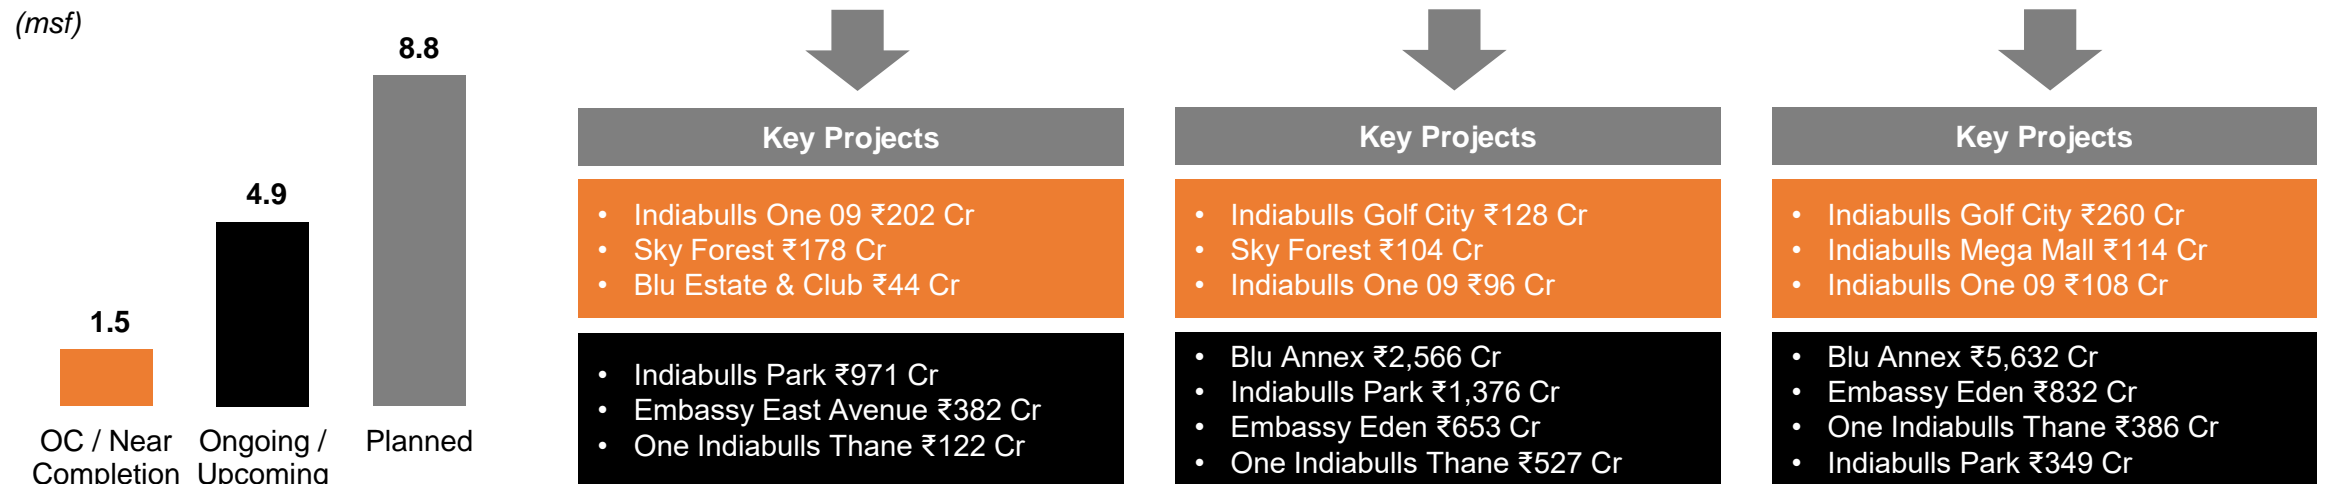 (msf)
8.8
4.9
1.5
OC / Near
Completion
Ongoing /
Upcoming
Planned
Key Projects
• Indiabulls One 09 ₹202 Cr
• Sky Forest ₹178 Cr
• Blu Estate & Club ₹44 Cr
• Indiabulls Park ₹971 Cr
• Embassy East Avenue ₹382 Cr
• One Indiabulls Thane ₹122 Cr
Key Projects
• Indiabulls Golf City ₹128 Cr
• Sky Forest ₹104 Cr
• Indiabulls One 09 ₹96 Cr
• Blu Annex ₹2,566 Cr
• Indiabulls Park ₹1,376 Cr
• Embassy Eden ₹653 Cr
• One Indiabulls Thane ₹527 Cr
Key Projects
• Indiabulls Golf City ₹260 Cr
• Indiabulls Mega Mall ₹114 Cr
• Indiabulls One 09 ₹108 Cr
• Blu Annex ₹5,632 Cr
• Embassy Eden ₹832 Cr
• One Indiabulls Thane ₹386 Cr
• Indiabulls Park ₹349 Cr